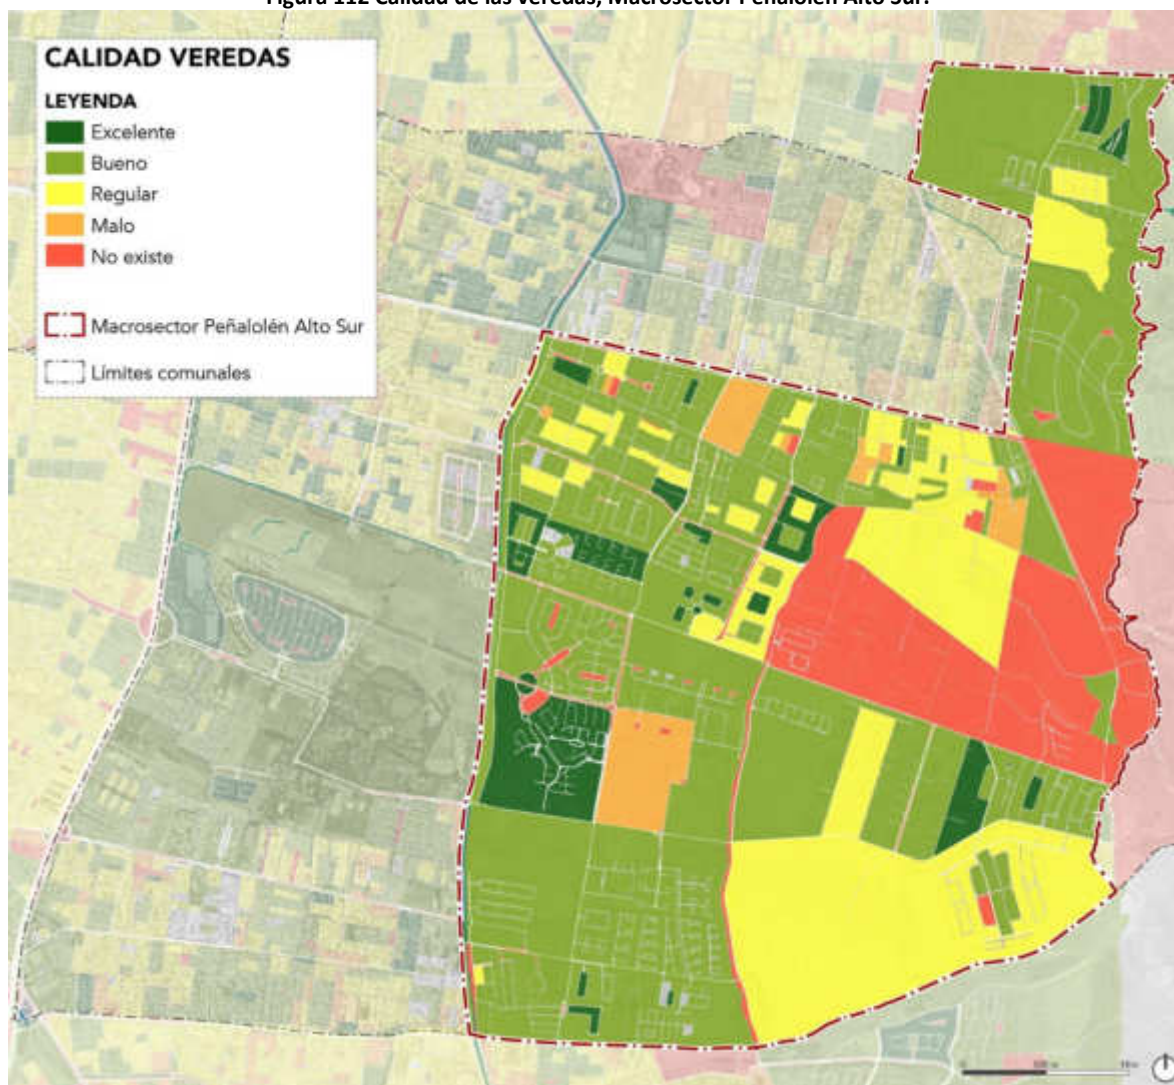 Figura 112 Calidad de las veredas, Macrosector Peñalolén Alto Sur.
CALIDAD VEREDAS
LEYENDA
Excelente
Bueno
Regular
Malo
No existe
Macrosector Peñalolén Alto Sur
Límites comunales
0